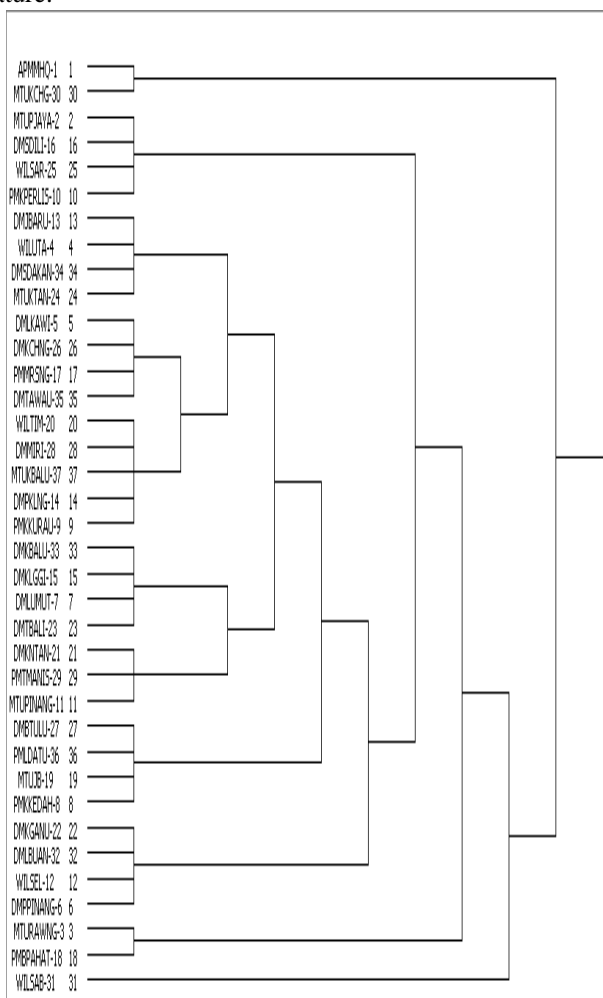 ature.
APMMHQ-1 1
MTUKCHG-30 30
MTUPJAYA-2 2
DMSDILI-16 16
WILSAR-25 25
PMKPERLIS-10 10
DMJBARU-13 13
WILUTA-4 4
DMSDAKAN-34 34
MTUKTAN-24 24
DMLKAWI-5 5
DMKCHNG-26 26
PMMRSNG-17 17
DMTAWAU-35 35
WILTIM-20 20
DMMIRI-28 28
MTUKBALU-37 37
DMPKLNG-14 14
PMKKURAU-9 9
DMKBALU-33 33
DMKLGGI-15 15
DMLUMUT-7 7
DMTBALI-23 23
DMKNTAN-21 21
PMTMANIS-29 29
MTUPINANG-11 11
DMBTULU-27 27
PMLDATU-36 36
MTUJB-19 19
PMKKEDAH-8 8
DMKGANU-22 22
DMLBUAN-32 32
WILSEL-12 12
DMPPINANG-6 6
MTURAWNG-3 3
PMBPAHAT-18 18
WILSAB-31 31